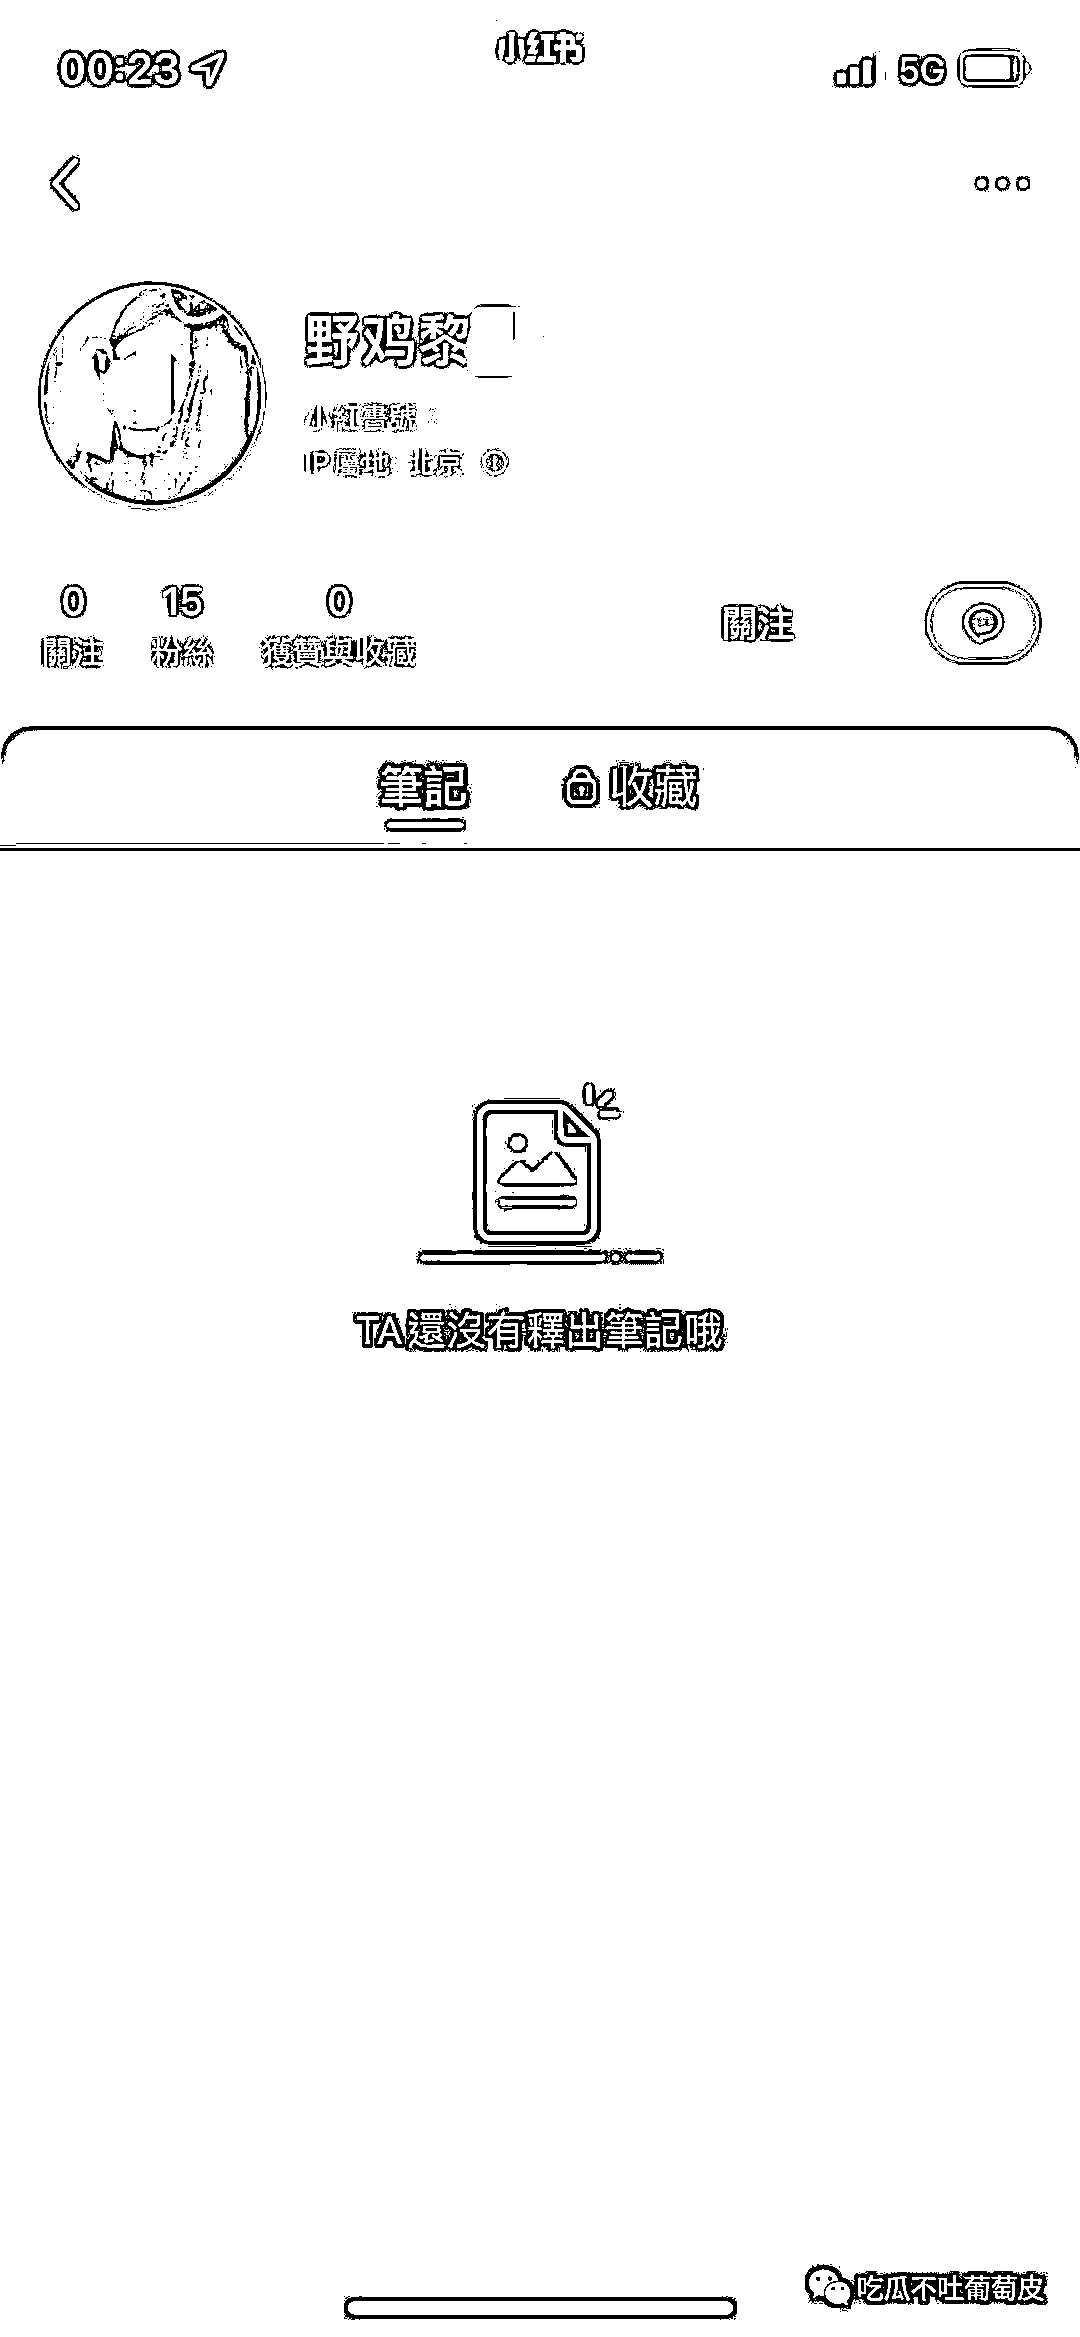 小红书
00:23
5G
野鸡黎
小紅書號：
IP屬地：北京
0 15 0
關注 粉絲 獲贊與收藏
關注
筆記 收藏
TA還沒有釋出筆記哦
吃瓜不吐葡萄皮